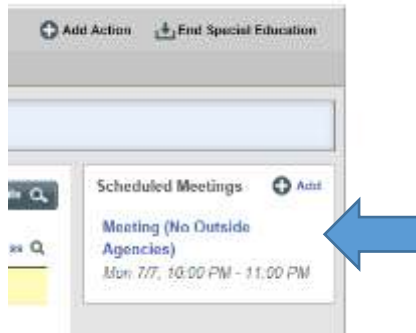 Add Action End Special Education
Scheduled Meetings Add
Meeting (No Outside
Agencies)
Mon 7/7, 10:00 PM - 11:00 PM